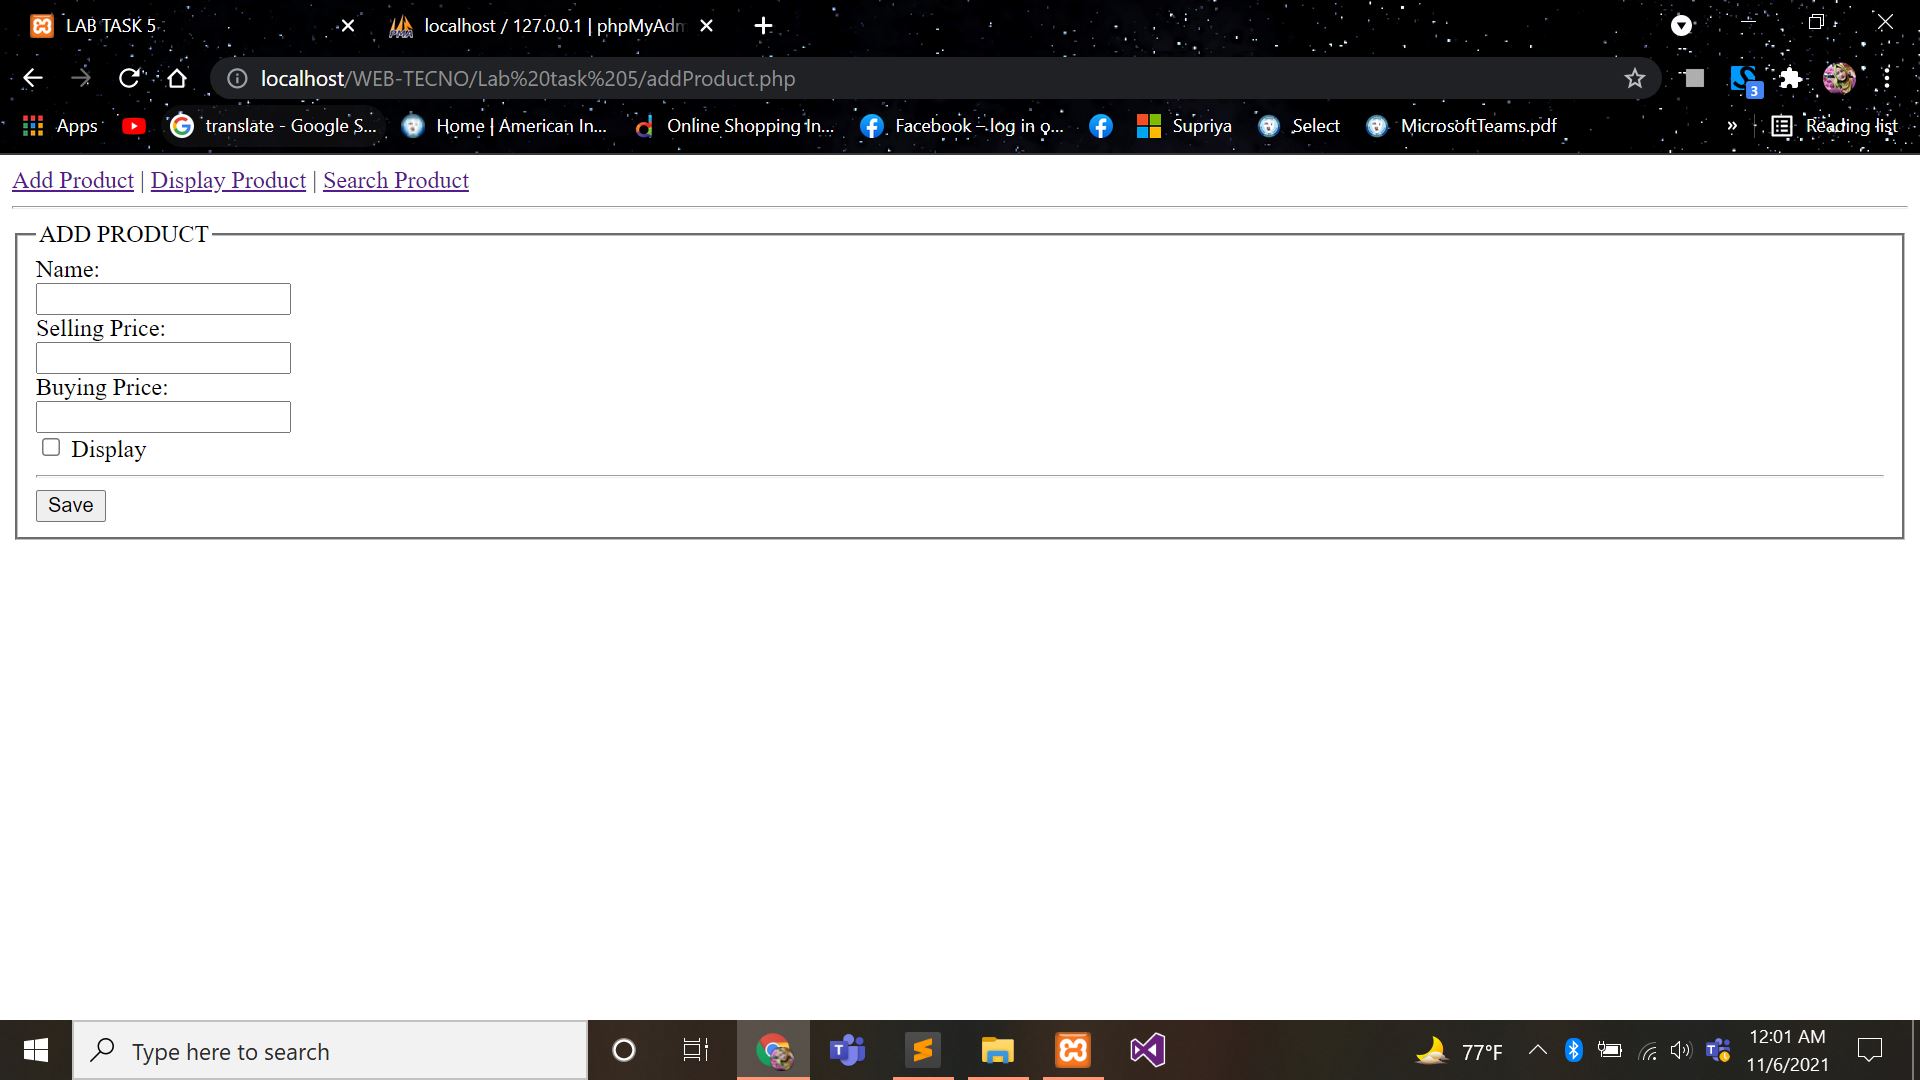 LAB TASK 5
localhost / 127.0.0.1 | phpMyAdm
localhost/WEB-TECNO/Lab%20task%205/addProduct.php
3
Apps
translate - Google S...
Home | American In...
Online Shopping In...
Facebook – log in o...
Supriya
Select
MicrosoftTeams.pdf
»
Reading list
Add Product | Display Product | Search Product
ADD PRODUCT
Name:
Selling Price:
Buying Price:
Display
Save
Type here to search
77°F
12:01 AM
11/6/2021